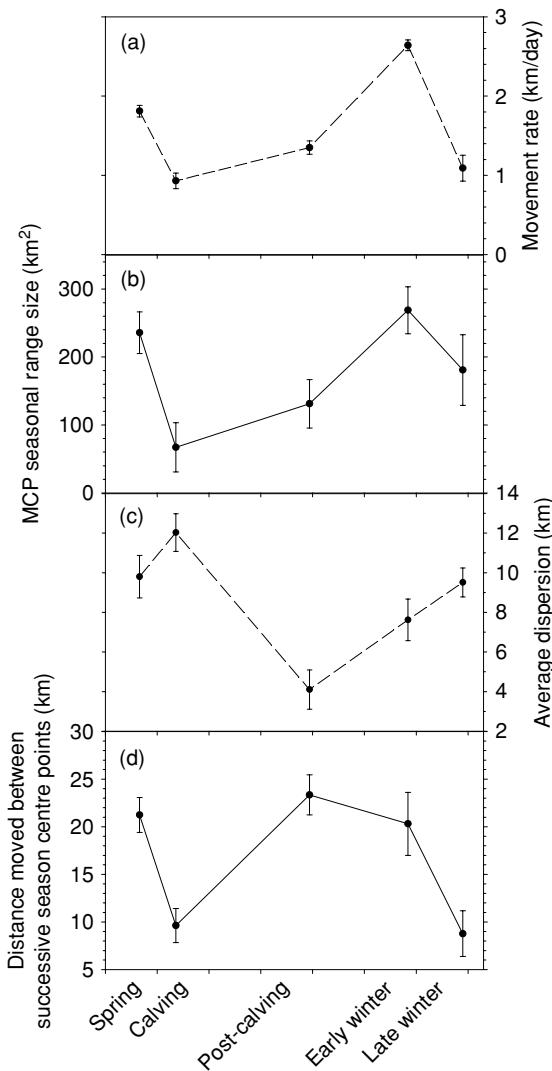 (a)
3
2
1
0
Movement rate (km/day)
(b)
300
200
100
0
MCP seasonal range size (km²)
(c)
14
12
10
8
6
4
2
Average dispersion (km)
(d)
30
25
20
15
10
5
Distance moved between
successive season centre points (km)
Spring
Calving
Post-calving
Early winter
Late winter